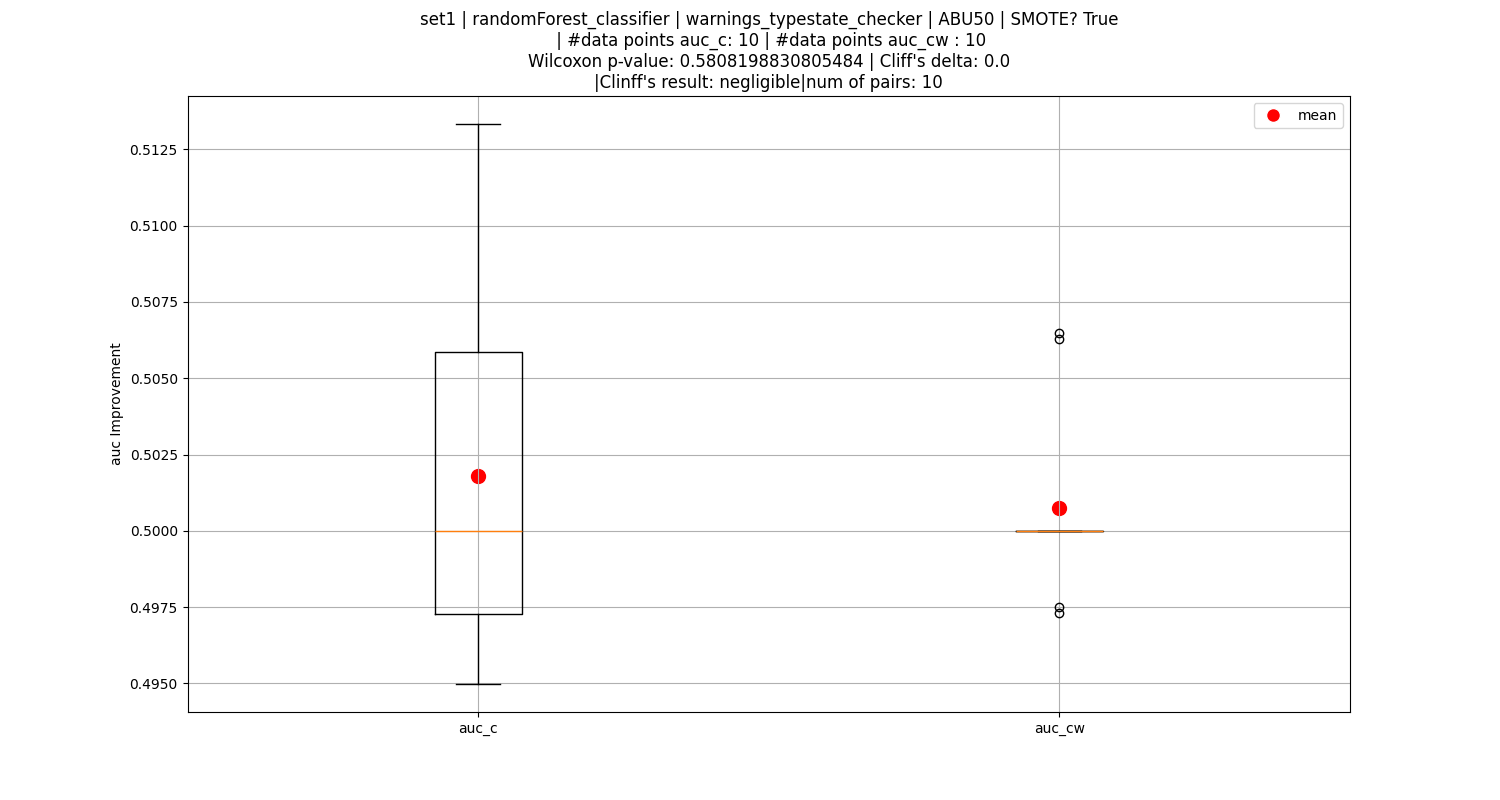 set1 | randomForest_classifier | warnings_typestate_checker | ABU50 | SMOTE? True
| #data points auc_c: 10 | #data points auc_cw : 10
Wilcoxon p-value: 0.5808198830805484 | Cliff's delta: 0.0
|Clinff's result: negligible|num of pairs: 10
mean
0.5125
0.5100
0.5075
0.5050
0.5025
0.5000
0.4975
0.4950
auc Improvement
auc_c
auc_cw